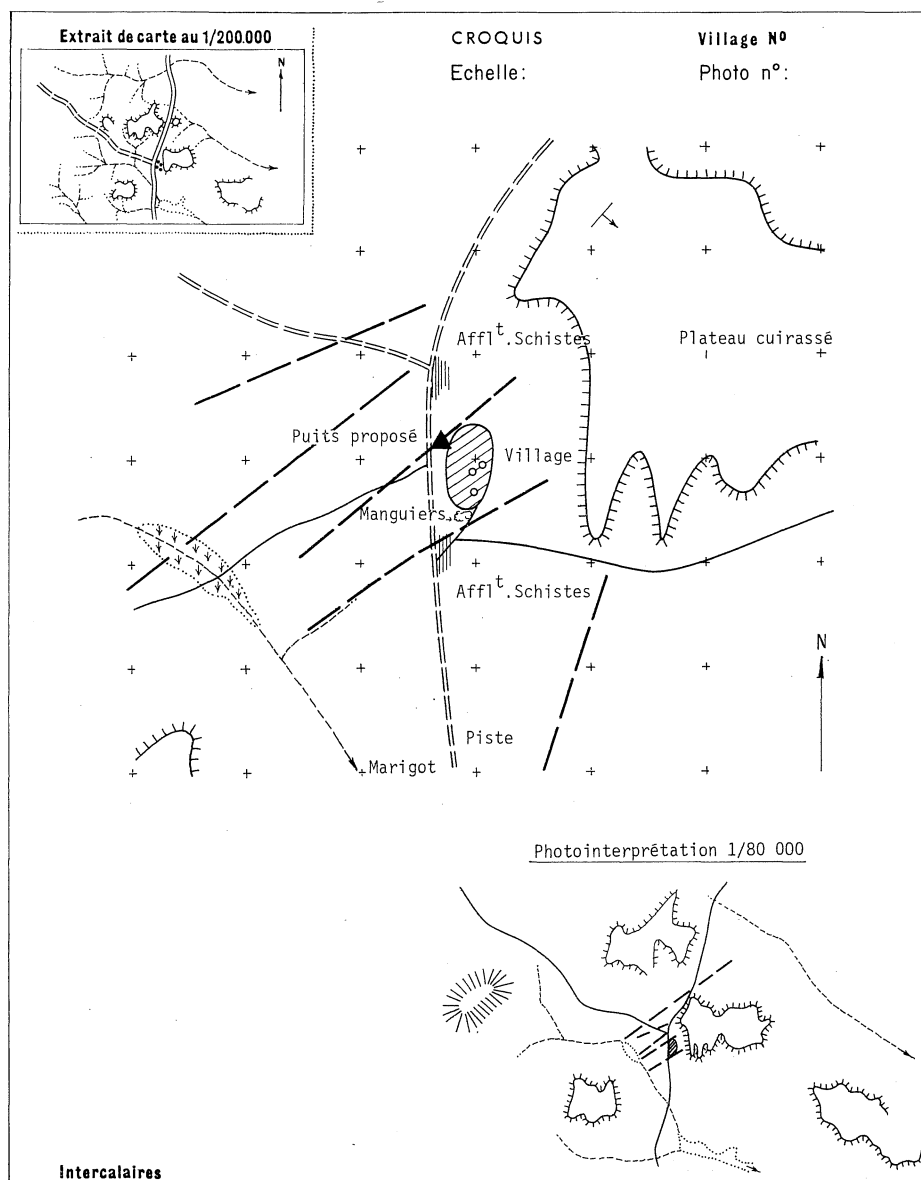 Extrait de carte au 1/200.000
N
CROQUIS
Echelle:
Village Nº
Photo n°:
Afflt.Schistes
Plateau cuirassé
Puits proposé
Village
Manguiers
Afflt.Schistes
N
Piste
Marigot
Photointerprétation 1/80 000
Intercalaires